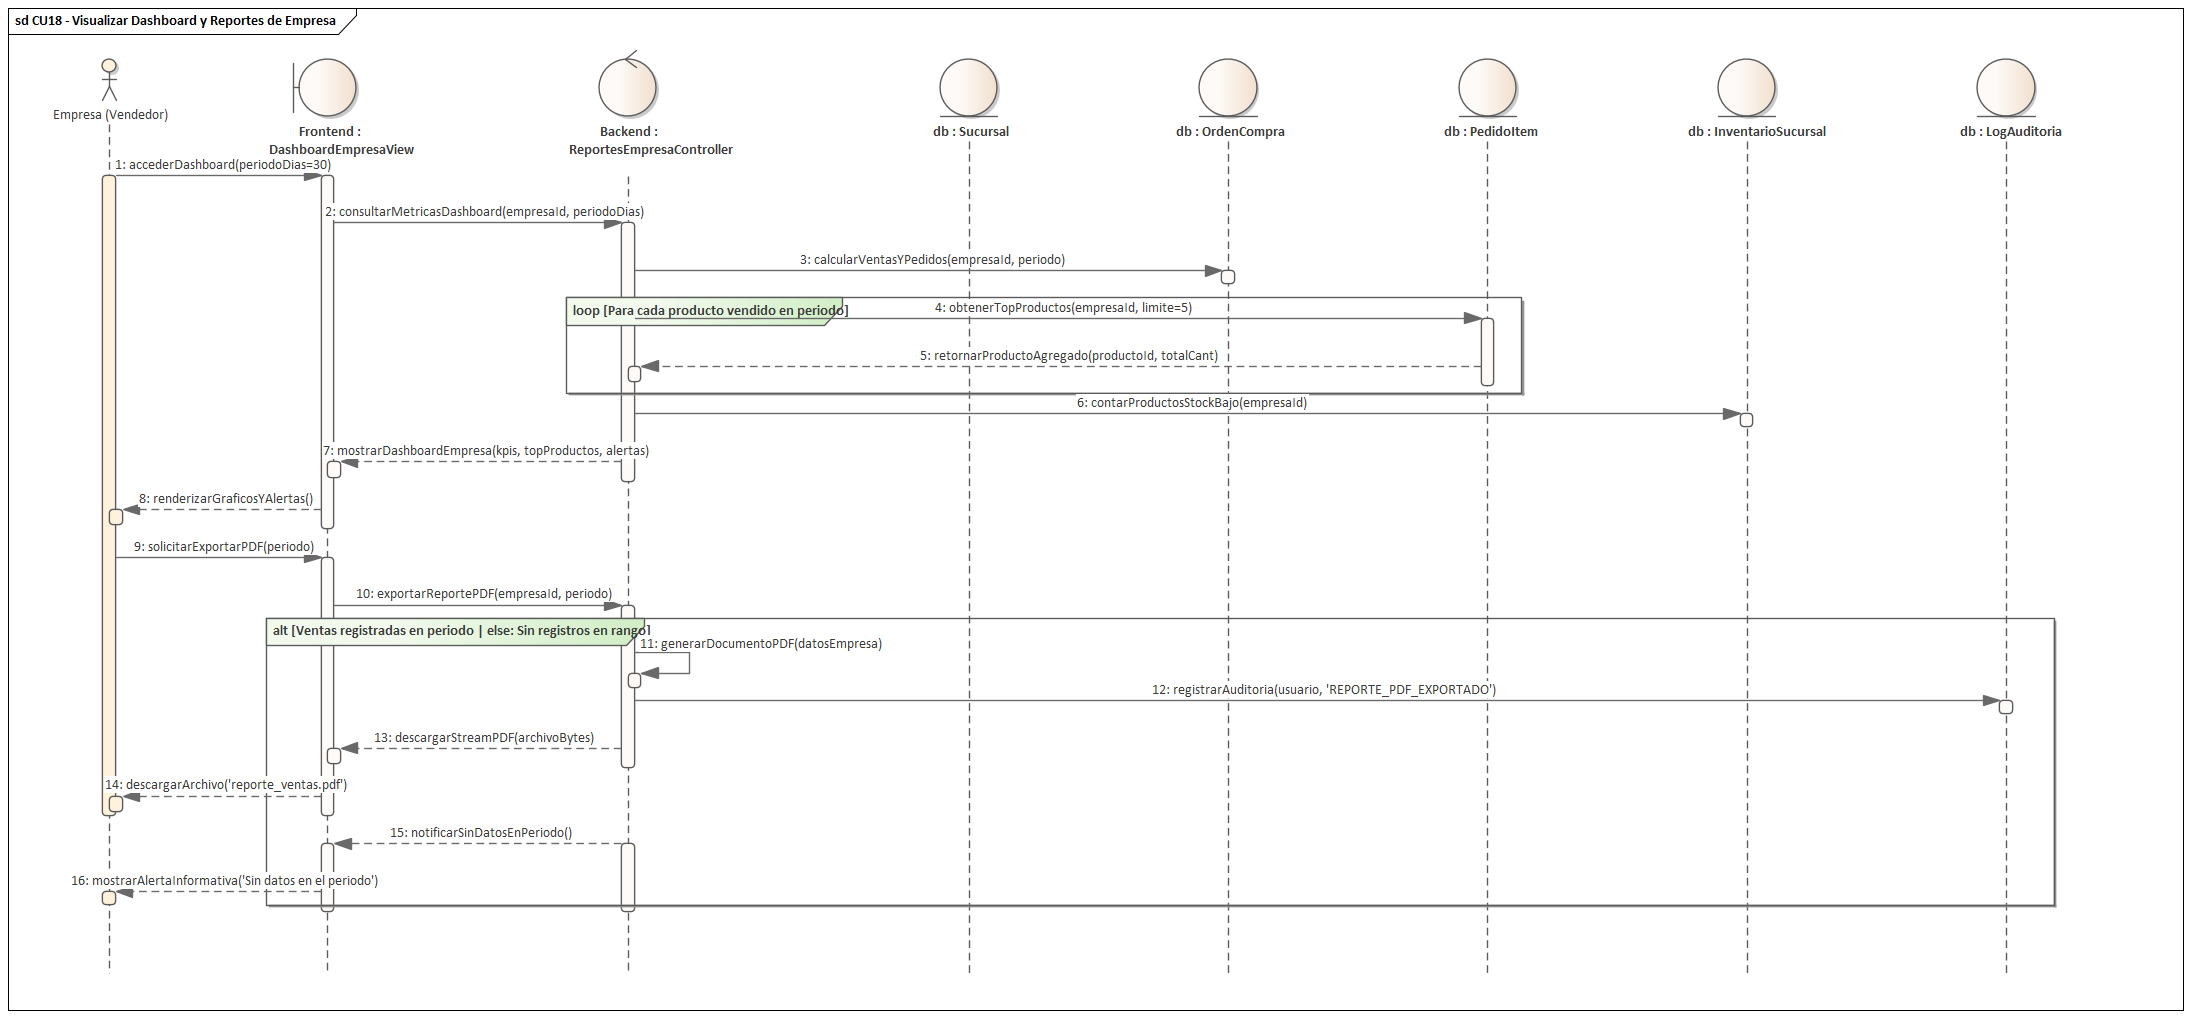 sd CU18 - Visualizar Dashboard y Reportes de Empresa
Empresa (Vendedor)
Frontend :
DashboardEmpresaView
Backend :
ReportesEmpresaController
db : Sucursal
db : OrdenCompra
db : PedidoItem
db : InventarioSucursal
db : LogAuditoria
1: accederDashboard(periodoDias=30)
2: consultarMetricasDashboard(empresaId, periodoDias)
3: calcularVentasYPedidos(empresaId, periodo)
loop [Para cada producto vendido en periodo]
4: obtenerTopProductos(empresaId, limite=5)
5: retornarProductoAgregado(productoId, totalCant)
6: contarProductosStockBajo(empresaId)
7: mostrarDashboardEmpresa(kpis, topProductos, alertas)
8: renderizarGraficosYAlertas()
9: solicitarExportarPDF(periodo)
10: exportarReportePDF(empresaId, periodo)
alt [Ventas registradas en periodo | else: Sin registros en rango]
11: generarDocumentoPDF(datosEmpresa)
12: registrarAuditoria(usuario, 'REPORTE_PDF_EXPORTADO')
13: descargarStreamPDF(archivoBytes)
14: descargarArchivo('reporte_ventas.pdf')
15: notificarSinDatosEnPeriodo()
16: mostrarAlertaInformativa('Sin datos en el periodo')